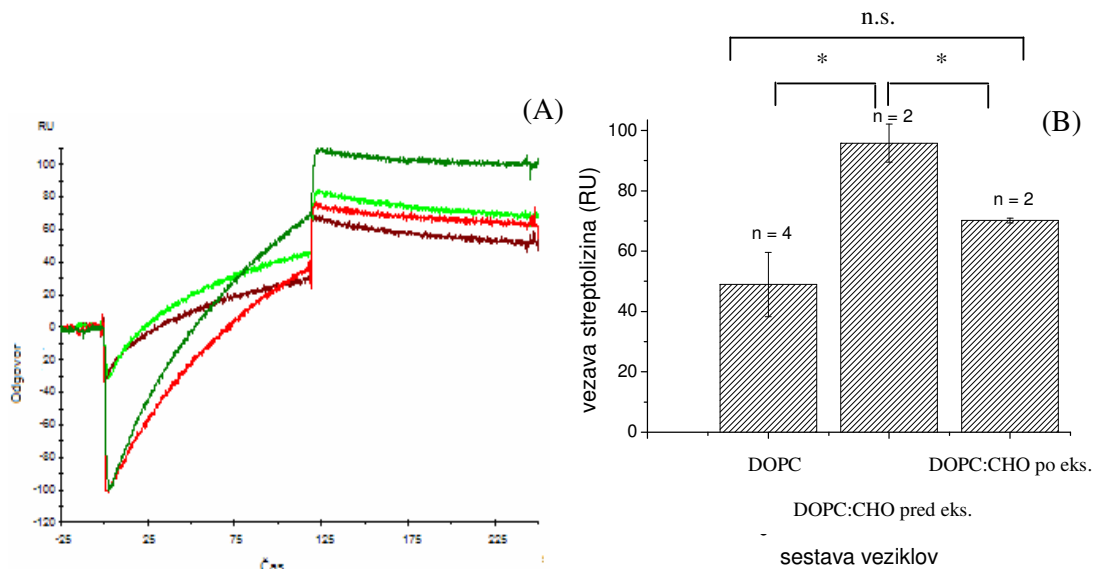 (A)
RU
100
80
60
40
20
0
-20
-40
-60
-80
-100
-120
-25
25
75
125
175
225
Odgovor
Čas
n.s.
*
*
(B)
n = 2
n = 2
n = 4
100
80
60
40
20
0
vezava streptolizina (RU)
DOPC
DOPC:CHO po eks.
DOPC:CHO pred eks.
sestava veziklov